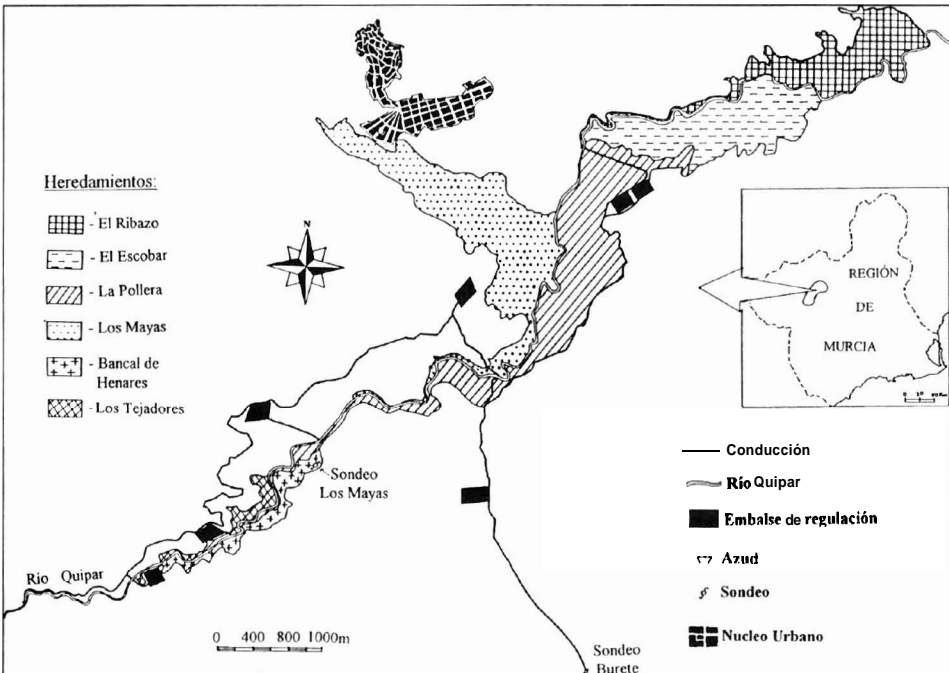 Heredamientos:
- El Ribazo
- El Escobar
- La Pollera
- Los Mayas
- Bancal de
Henares
- Los Tejadores
N
REGIÓN
DE
MURCIA
Sondeo
Los Mayas
Río Quipar
0 400 800 1000m
Sondeo
Burete
Conducción
Río Quipar
Embalse de regulación
Azud
Sondeo
Nucleo Urbano